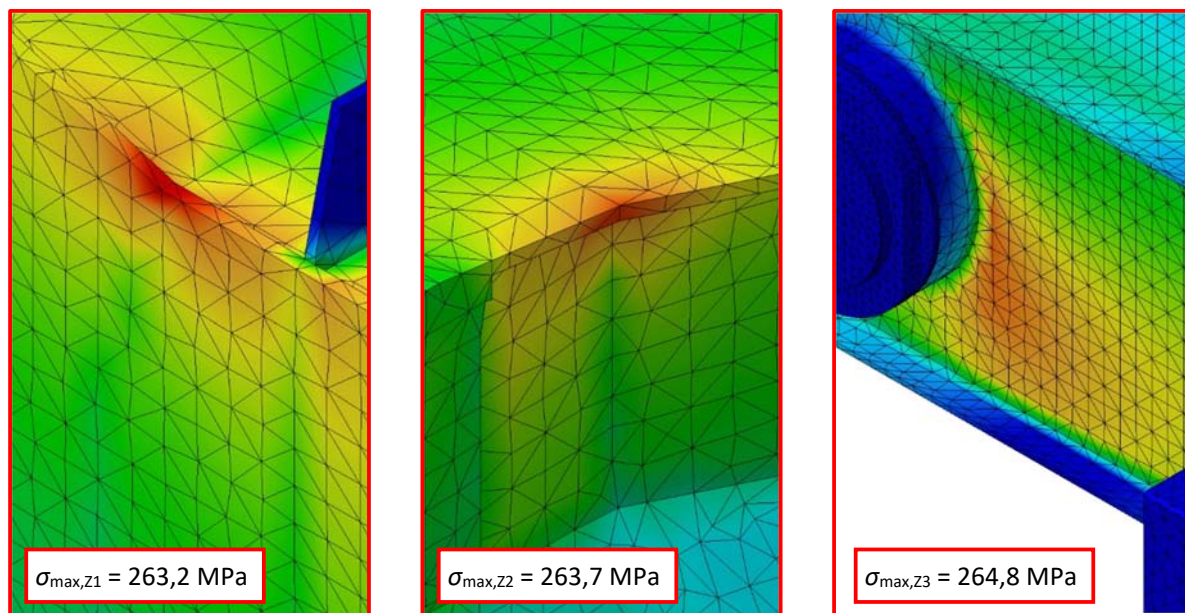 σmax,Z1 = 263,2 MPa
σmax,Z2 = 263,7 MPa
σmax,Z3 = 264,8 MPa